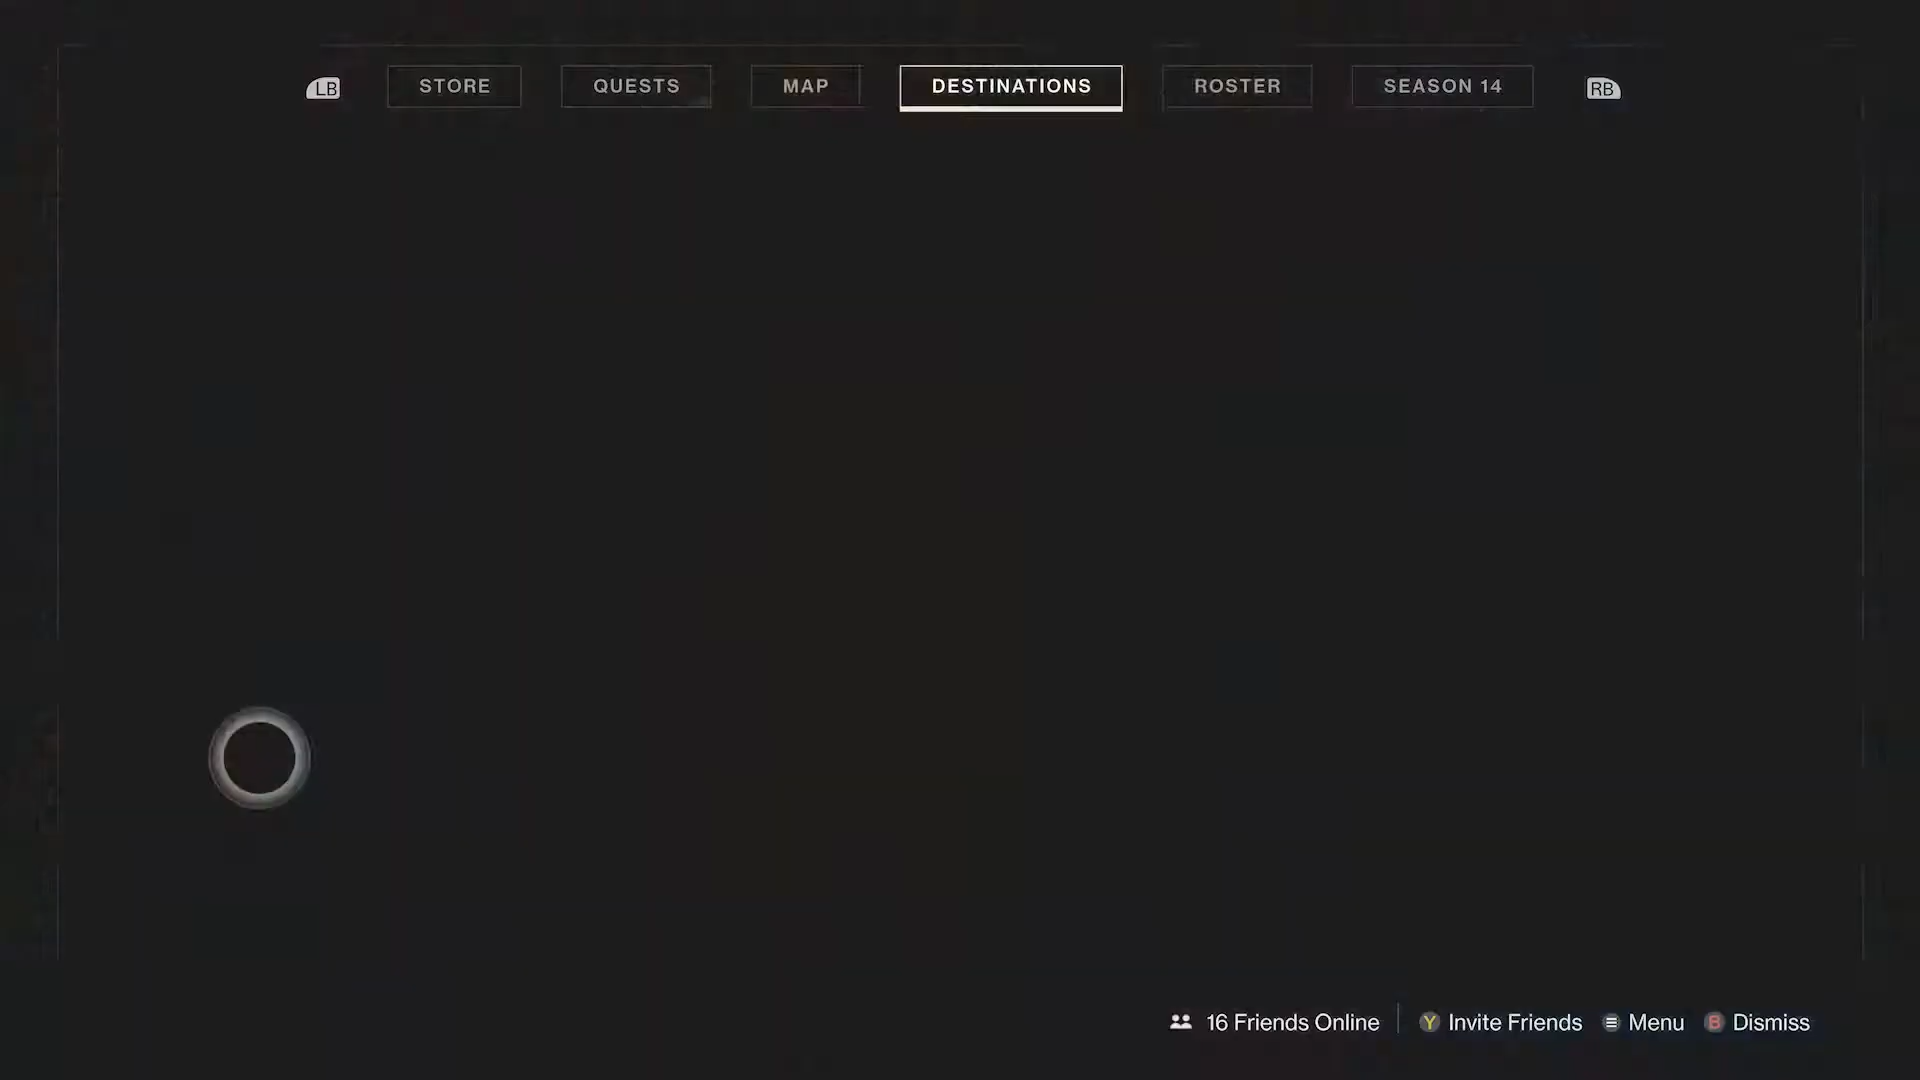 LB STORE QUESTS MAP DESTINATIONS ROSTER SEASON 14 RB
16 Friends Online Y Invite Friends Menu B Dismiss